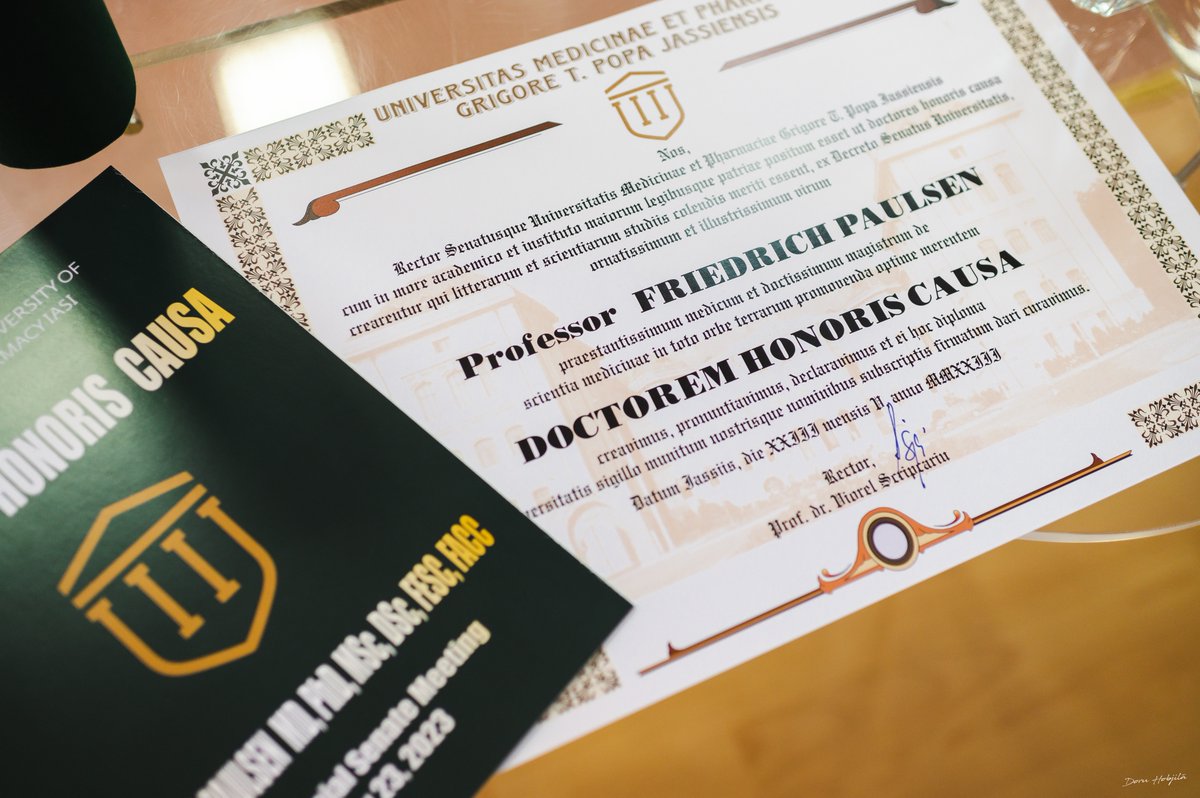 UNIVERSITAS MEDICINAE ET
GRIGORE T. POPA JASSIENSIS
Nos,
Rector Senatusque Universitatis Medicinae et Pharmaciae Grigore T. Popa Jassiensis
cum in more academico et instituto maiorum legibusque patriae positum esset ut doctores honoris causa
crearentur qui litterarum et scientiarum studiis colendis meriti essent, ex Decreto Senatus Universitatis,
ornatissimum et illustrissimum virum
Professor FRIEDRICH PAULSEN
praestantissimum medicum et doctissimum magistrum de
scientia medicinae in toto orbe terrarum promovenda optime merentem
DOCTOREM HONORIS CAUSA
creavimus, pronuntiavimus, declaravimus et ei hoc diploma
sigillo munitum nostrisque nominibus subscriptis firmatum dari curavimus.
Datum Jassiis, die XXIII mensis V, anno MMXXIII
Rector,
Prof. dr. Viorel Scripcariu
OF
IASI
HONORIS CAUSA
MD, PhD, MSc, DSc, FESC, FACC
Senate Meeting
23, 2023
Doru Hobjilă